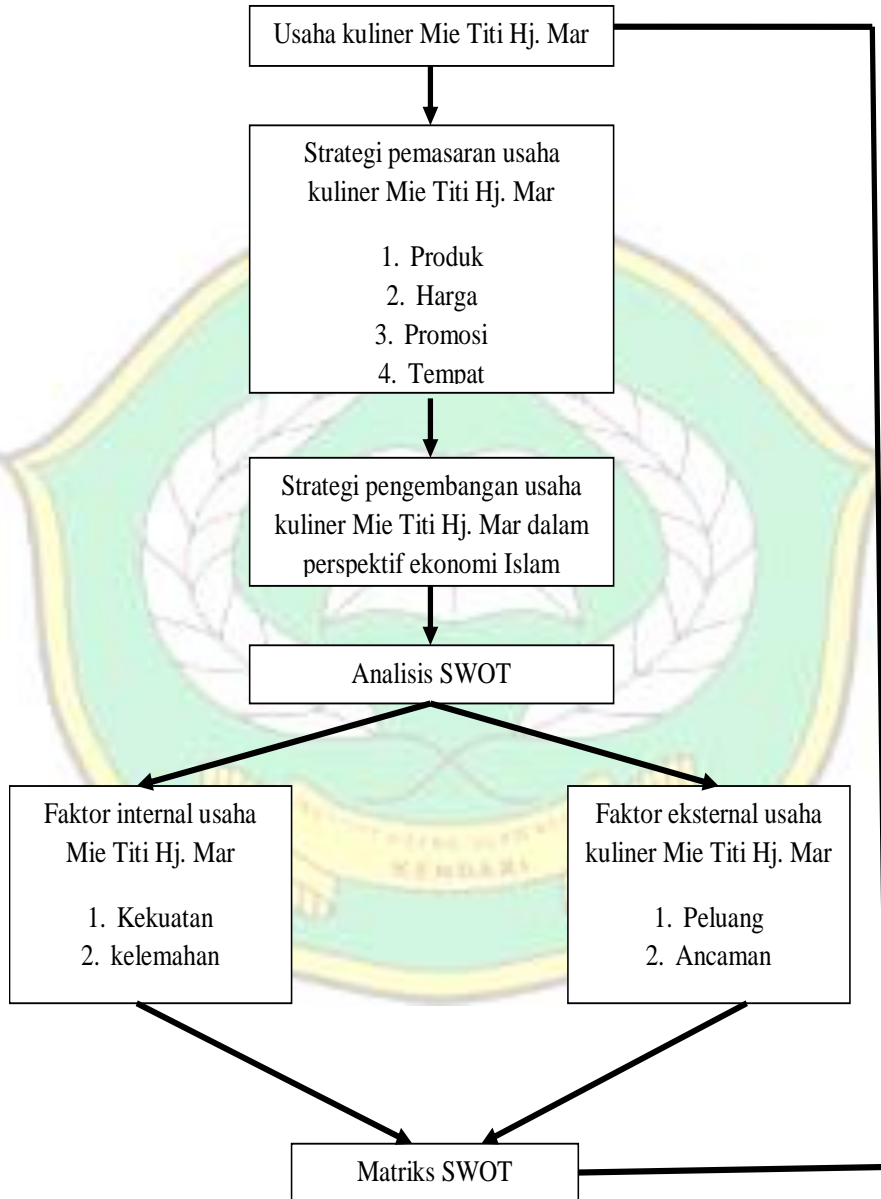 Usaha kuliner Mie Titi Hj. Mar
Strategi pemasaran usaha
kuliner Mie Titi Hj. Mar
1. Produk
2. Harga
3. Promosi
4. Tempat
Strategi pengembangan usaha
kuliner Mie Titi Hj. Mar dalam
perspektif ekonomi Islam
Analisis SWOT
Faktor internal usaha
Mie Titi Hj. Mar
1. Kekuatan
2. kelemahan
Faktor eksternal usaha
kuliner Mie Titi Hj. Mar
1. Peluang
2. Ancaman
KENDARI
Matriks SWOT